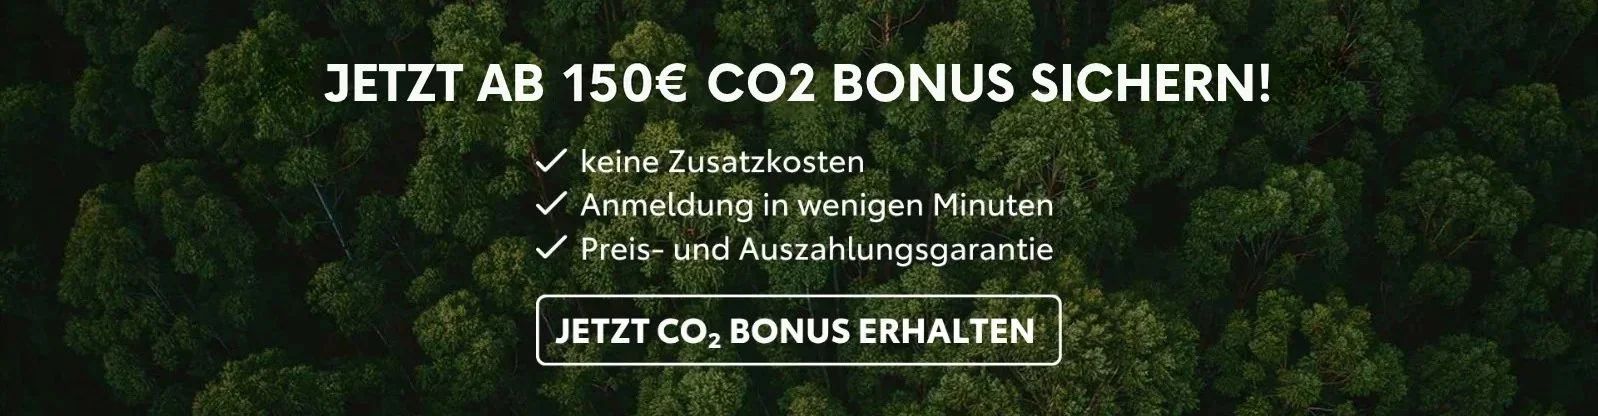 JETZT AB 150€ CO2 BONUS SICHERN!
keine Zusatzkosten
Anmeldung in wenigen Minuten
Preis- und Auszahlungsgarantie
JETZT CO₂ BONUS ERHALTEN